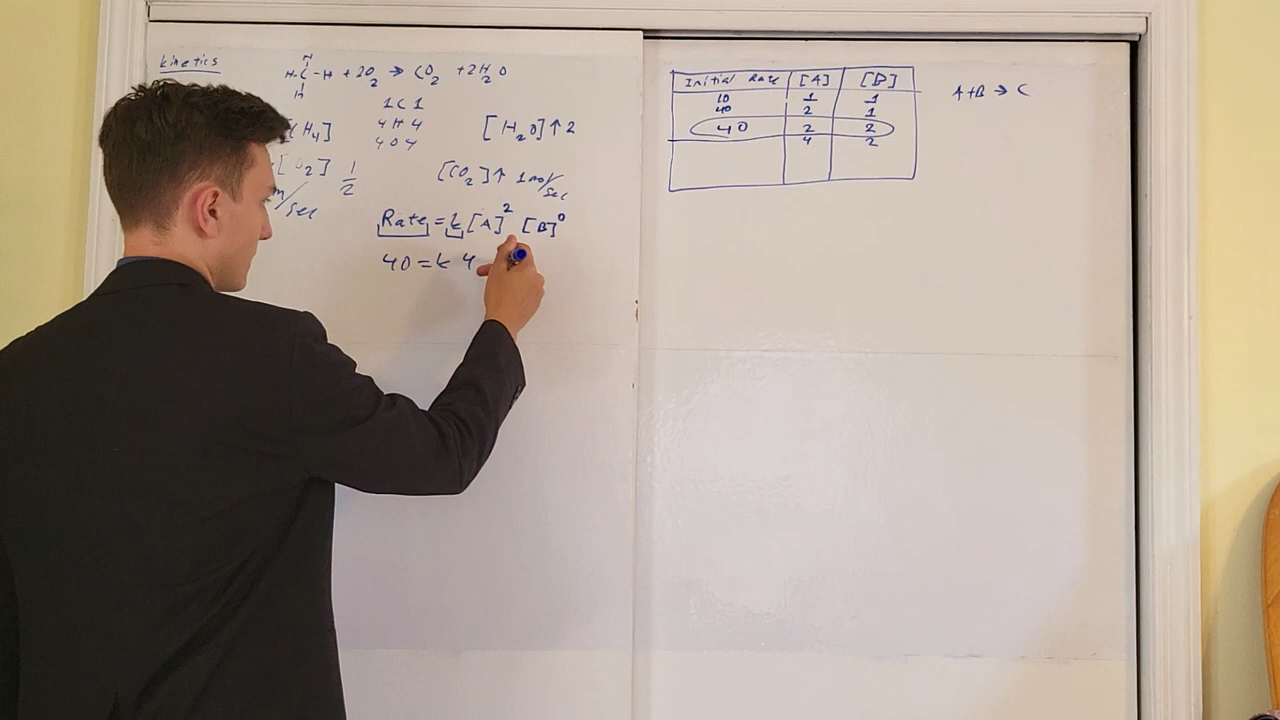 kinetics
H
H-C-H + 2O2 → CO2 + 2H2O
H
1 C 1
4 H 4
4 O 4
H4]
[H2O]↑ 2
[O2] 1/2
[CO2]↑ 1mol/sec
m/sec
Rate = k [A]^2 [B]^0
40 = k 4
Initial Rate [A] [B]
10 1 1
40 2 1
40 2 2
4 2
A+B → C